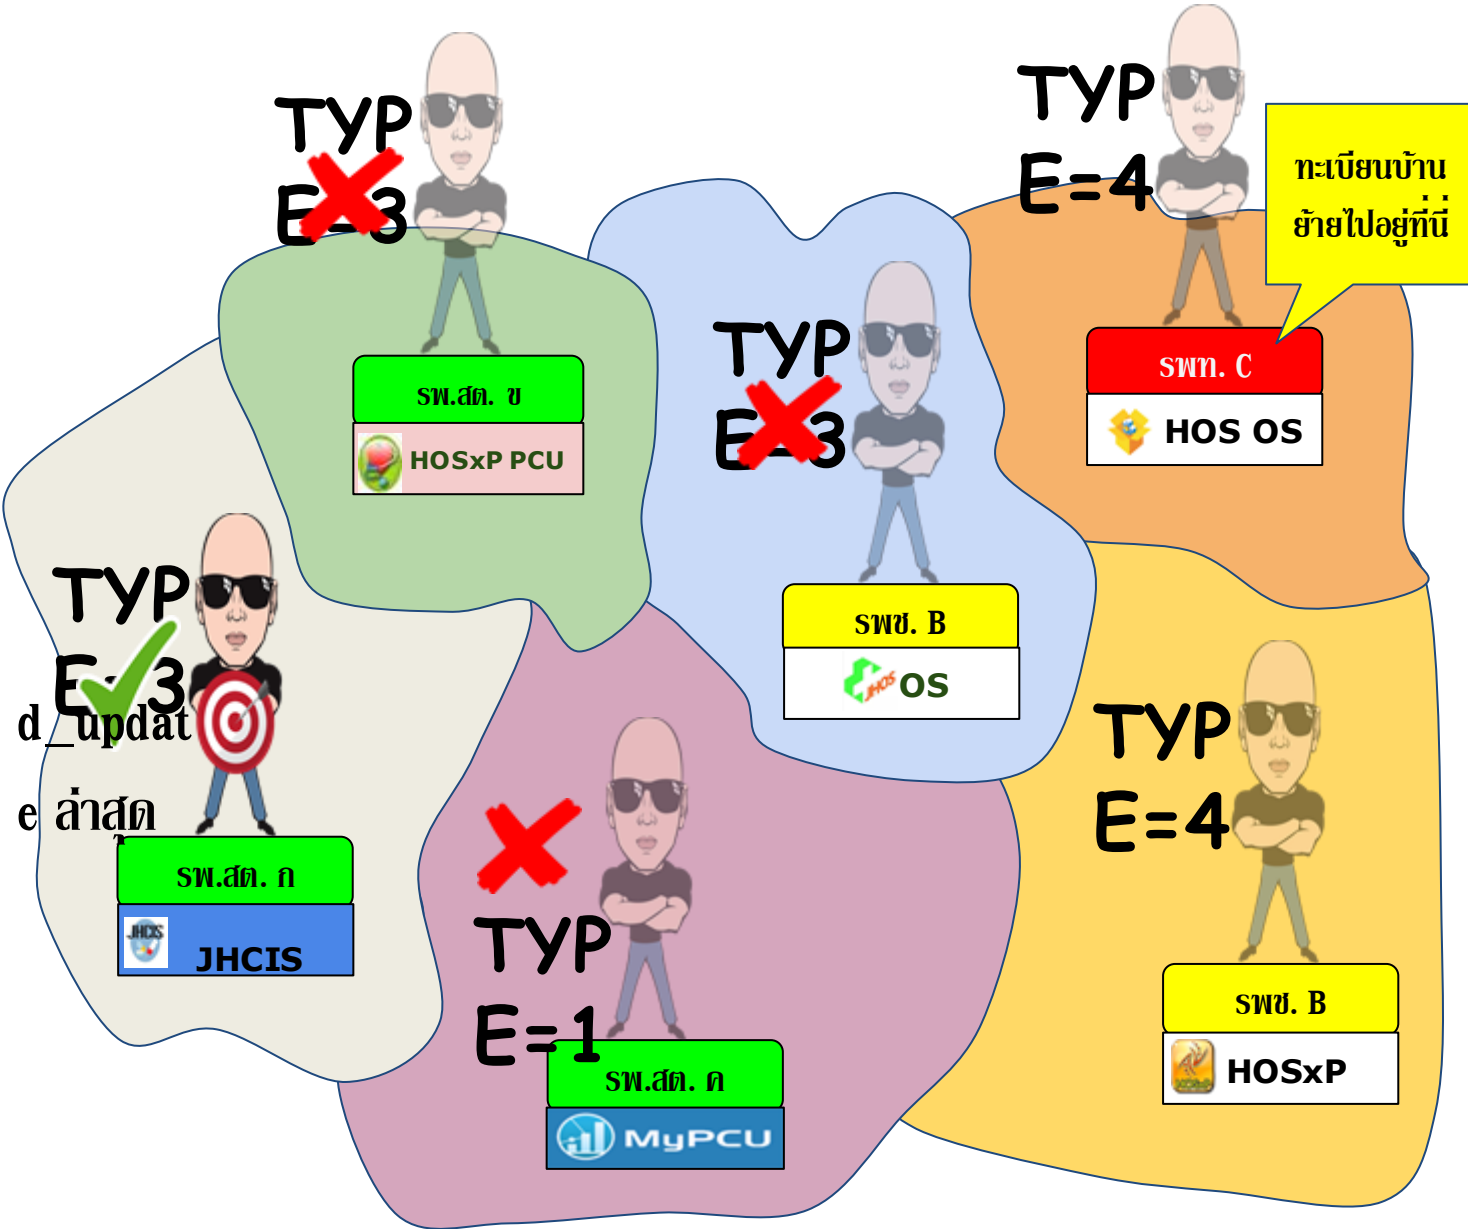 TYP
E=3
รพ.สต. ข
HOSxP PCU
TYP
E=3
รพช. B
JHOS OS
TYP
E=4
ทะเบียนบ้าน
ย้ายไปอยู่ที่นี่
รพท. C
HOS OS
TYP
E=3
d_updat
e ล่าสุด
รพ.สต. ก
JHCIS
JHCIS
TYP
E=1
รพ.สต. ค
MyPCU
TYP
E=4
รพช. B
HOSxP
HOSxP